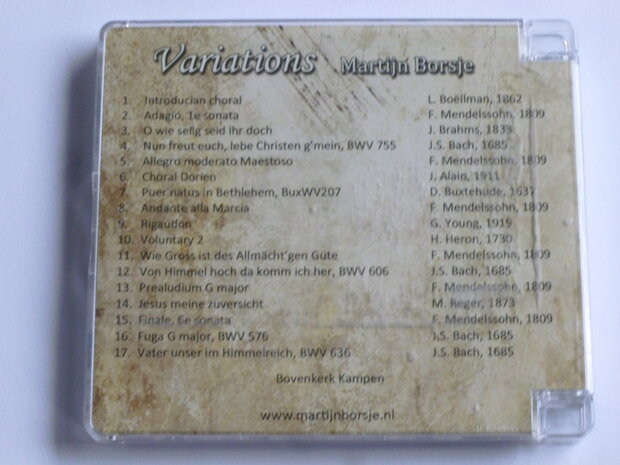 Variations Martijn Borsje
1. Introducian choral L. Boëllman, 1862
2. Adagio, 1e sonata F. Mendelssohn, 1809
3. O wie selig seid ihr doch J. Brahms, 1833
4. Nun freut euch, lebe Christen g'mein, BWV 755 J.S. Bach, 1685
5. Allegro moderato Maestoso F. Mendelssohn, 1809
6. Choral Dorien J. Alain, 1911
7. Puer natus in Bethlehem, BuxWV207 D. Buxtehude, 1637
8. Andante alla Marcia F. Mendelssohn, 1809
9. Rigaudon G. Young, 1919
10. Voluntary 2 H. Heron, 1730
11. Wie Gross ist des Allmächt'gen Güte F. Mendelssohn, 1809
12. Von Himmel hoch da komm ich her, BWV 606 J.S. Bach, 1685
13. Prealudium G major F. Mendelssohn, 1809
14. Jesus meine zuversicht M. Reger, 1873
15. Finale, 6e sonata F. Mendelssohn, 1809
16. Fuga G major, BWV 576 J.S. Bach, 1685
17. Vater unser im Himmelreich, BWV 636 J.S. Bach, 1685
Bovenkerk Kampen
www.martijnborsje.nl